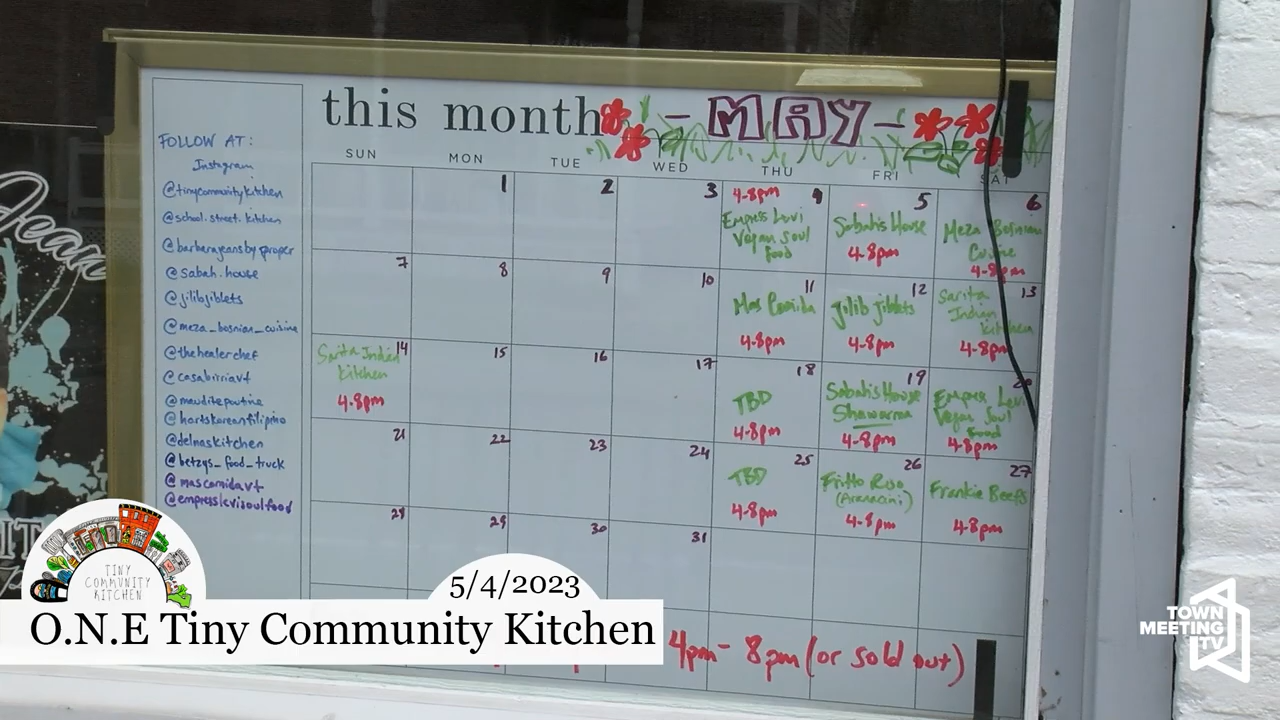 this month - MAY -
FOLLOW AT:
Instagram
@tinycommunitykitchen
@school.street.kitchen
@barbarajeansbyproper
@sabah.house
@jilibjiblets
@meza_bosnian_cuisine
@thehealerchef
@casabirriavt
@mauditepoutine
@hartskoreanfilipino
@delnaskitchen
@betzys_food_truck
@mascomidavt
@empresslevisoulfood
SUN MON TUE WED THU FRI SAT
1
2
3
4-8pm 4
Empress Levi
Vegan Soul
Food
5
Sabah's House
4-8pm
6
Meza Bosnian
Cuisine
4-8pm
7
8
9
10
11
Mas Comida
4-8pm
12
jilib jiblets
4-8pm
13
Sarita
Indian
Kitchen
4-8pm
14
Sarita Indian
Kitchen
4-8pm
15
16
17
18
TBD
4-8pm
19
Sabah's House
Shawarma
4-8pm
20
Empress Levi
Vegan Soul
Food
4-8pm
21
22
23
24
25
TBD
4-8pm
26
Fritto Riso
(Arancini)
4-8pm
27
Frankie Beefs
4-8pm
28
29
30
31
4pm - 8pm (or sold out)
Jean
TINY
COMMUNITY
KITCHEN
5/4/2023
O.N.E Tiny Community Kitchen
TOWN
MEETING
TV